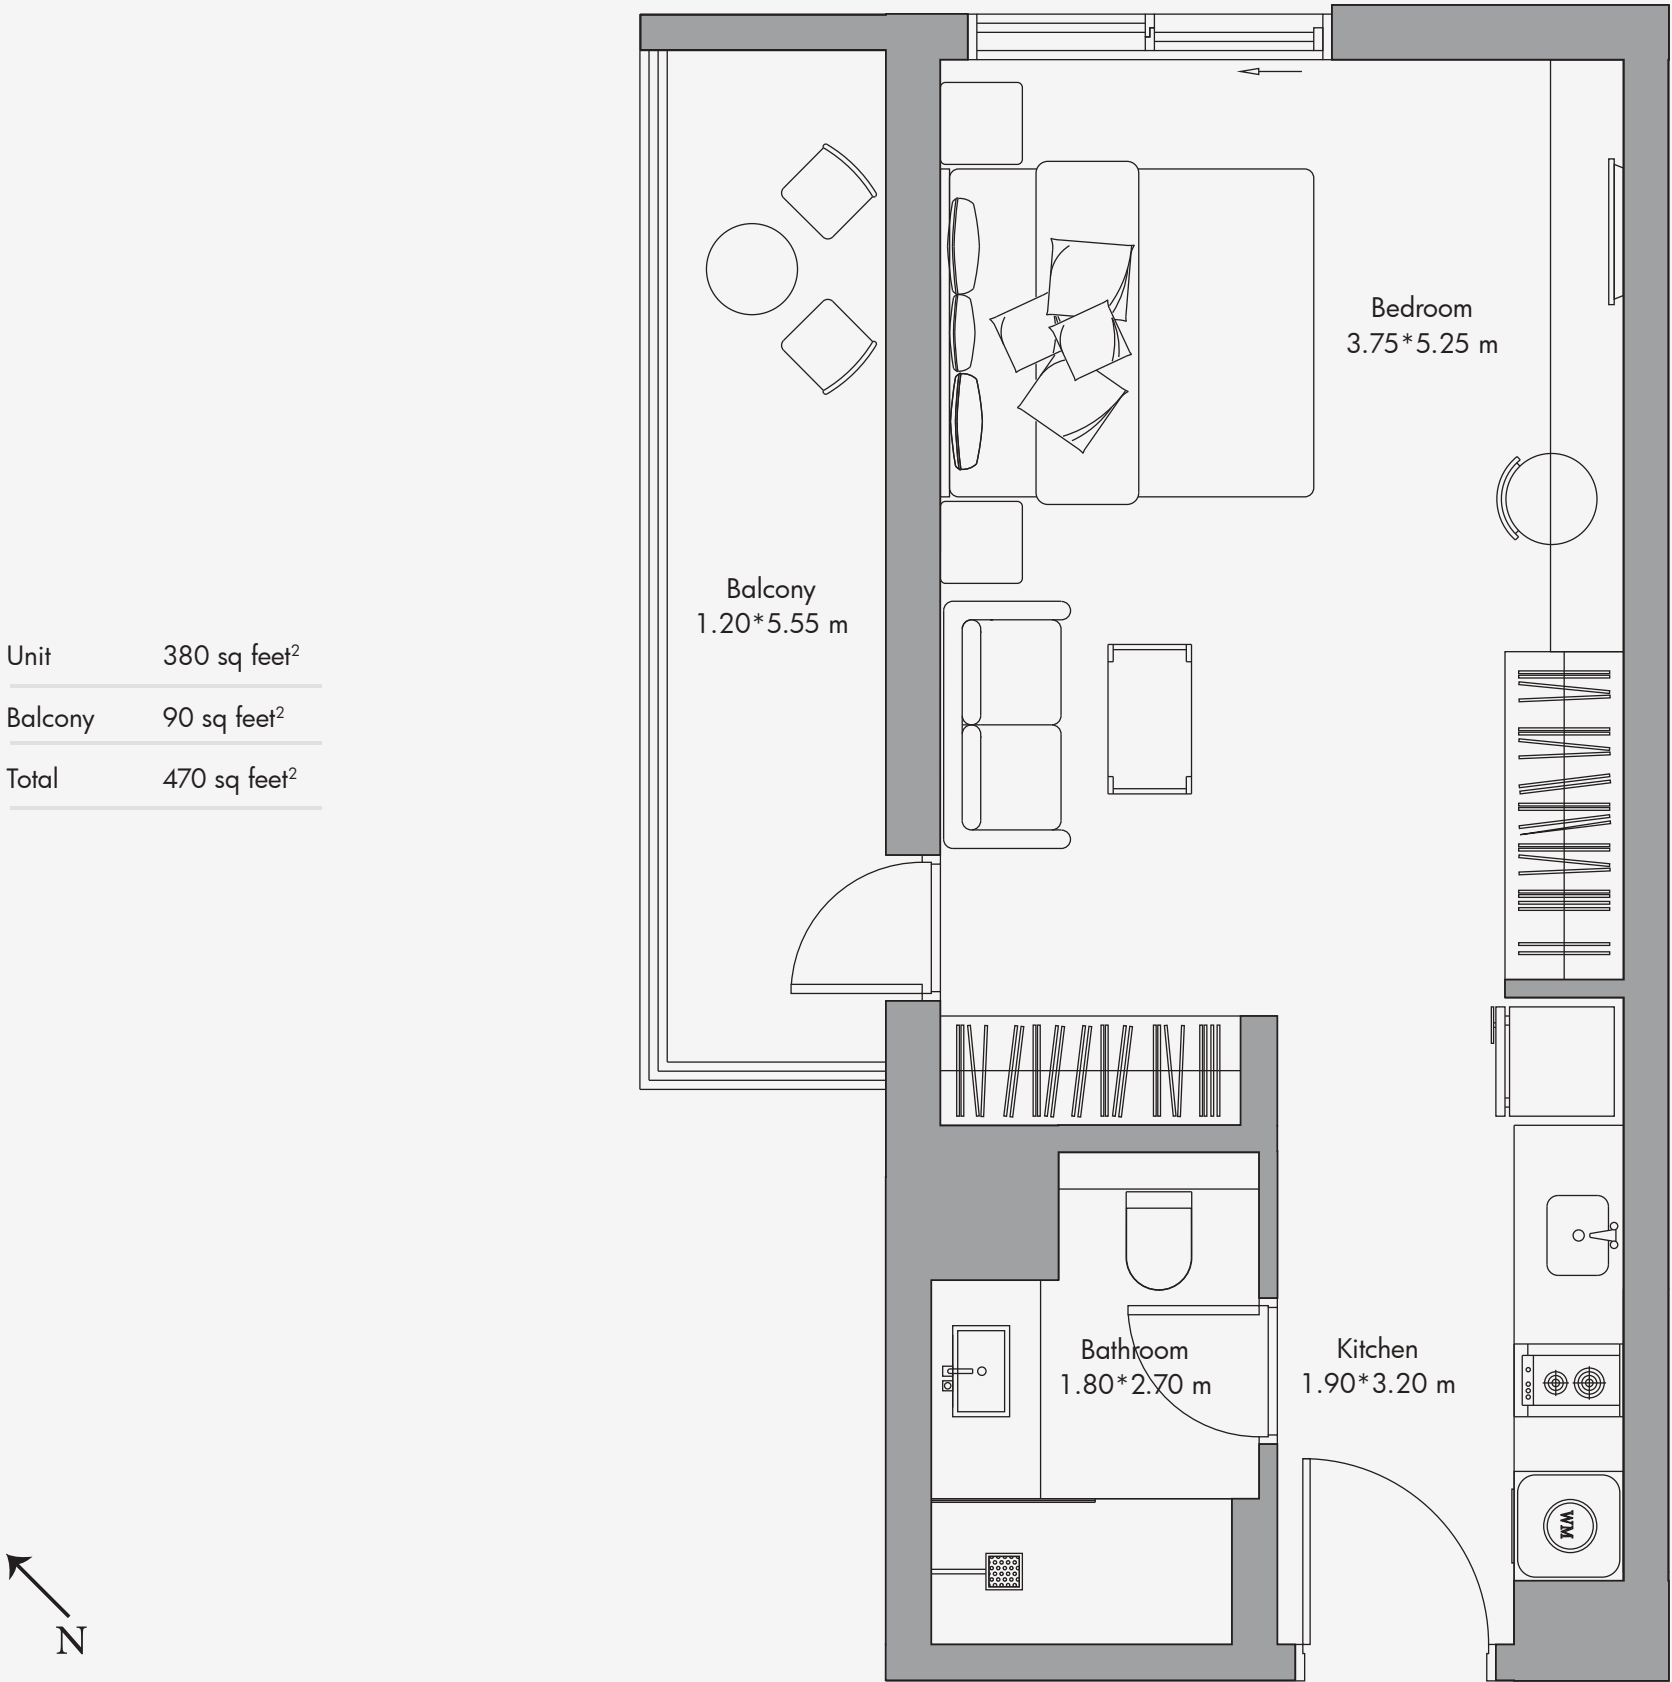 Bedroom
3.75*5.25 m
Balcony
1.20*5.55 m
Unit 380 sq feet²
Balcony 90 sq feet²
Total 470 sq feet²
Bathroom
1.80*2.70 m
Kitchen
1.90*3.20 m
WM
N